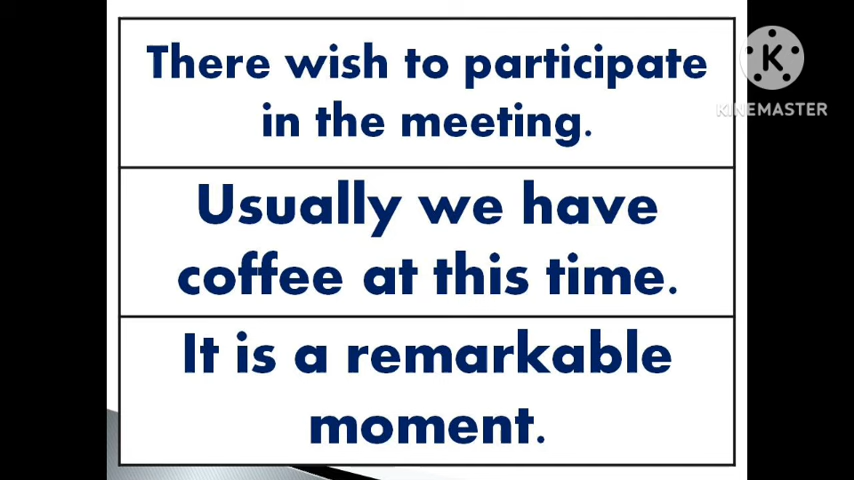 There wish to participate
in the meeting.
Usually we have
coffee at this time.
It is a remarkable
moment.
KINEMASTER